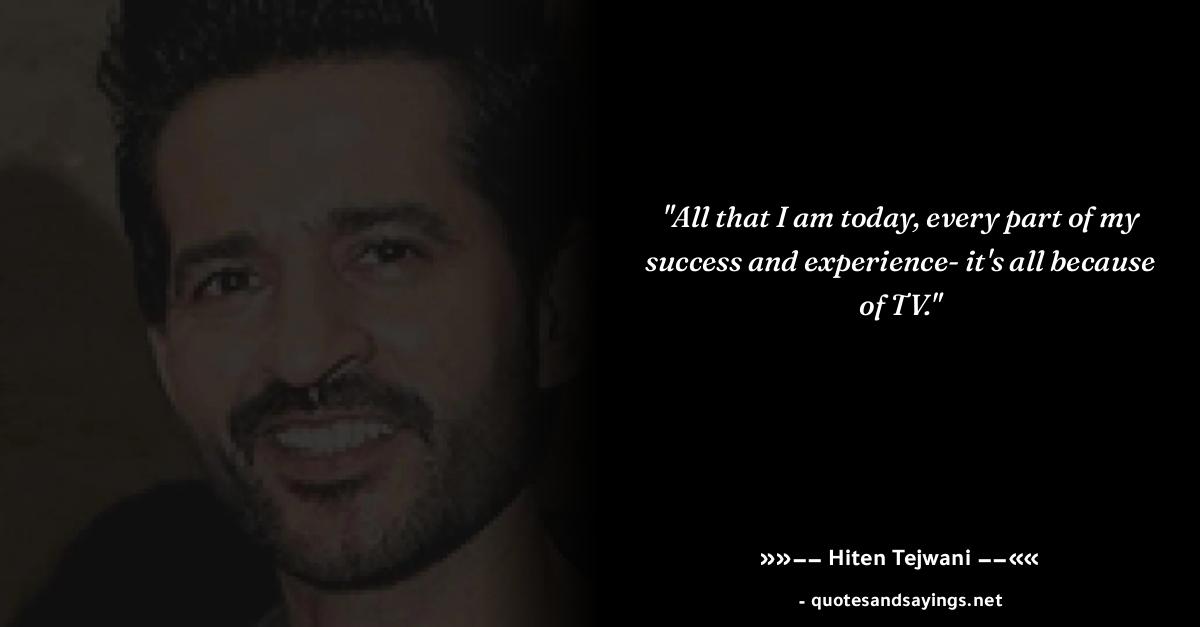 "All that I am today, every part of my
success and experience- it's all because
of TV."
»»–– Hiten Tejwani ––««
- quotesandsayings.net